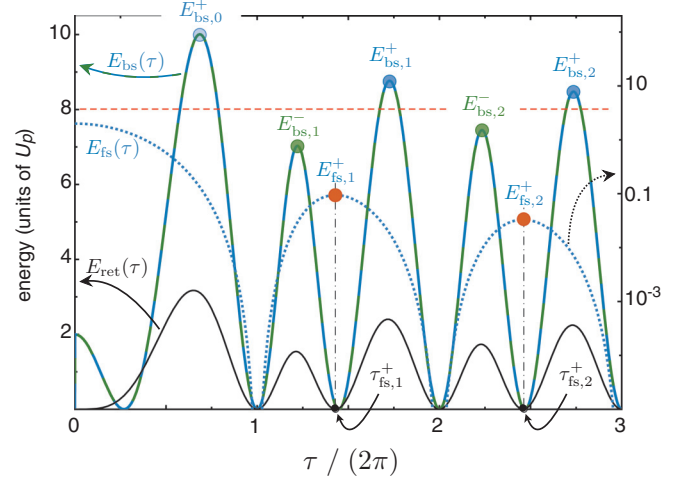 E⁺bs,0
10
Ebs(τ)
E⁺bs,1
E⁺bs,2
10
8
E⁻bs,1
E⁻bs,2
Efs(τ)
6
E⁺fs,1
E⁺fs,2
0.1
energy (units of Up)
4
Eret(τ)
10⁻³
2
τ⁺fs,1
τ⁺fs,2
0
1
2
3
τ / (2π)